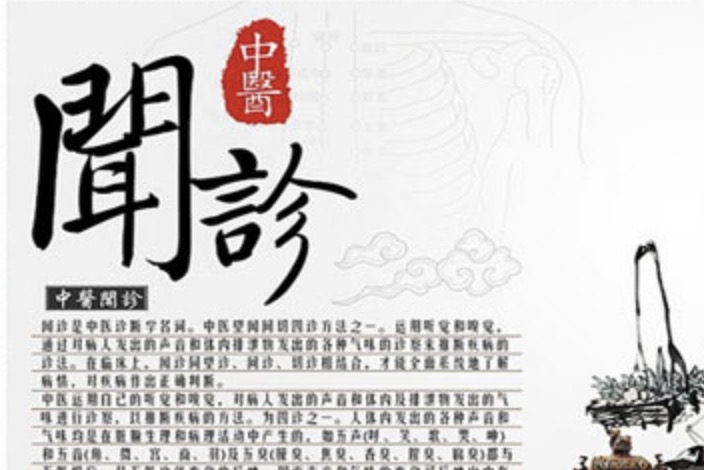 中醫
聞診
中醫聞診
闻诊是中医诊断学名词。中医望闻问切四诊方法之一。运用听觉和嗅觉，
通过对病人发出的声音和体内排泄物发出的各种气味的诊察来推断疾病的
诊法。在临床上，闻诊同望诊、问诊、切诊相结合，才能全面系统地了解
病情，对疾病作出正确判断。
中医运用自己的听觉和嗅觉，对病人发出的声音和体内及排泄物发出的气
味进行诊察，以推断疾病的方法。为四诊之一。人体内发出的各种声音和
气味均是在脏腑生理和病理活动中产生的，如五声(呼、笑、歌、哭、呻)
和五音(角、徵、宫、商、羽)及五臭(臊臭、焦臭、香臭、腥臭、腐臭)都与